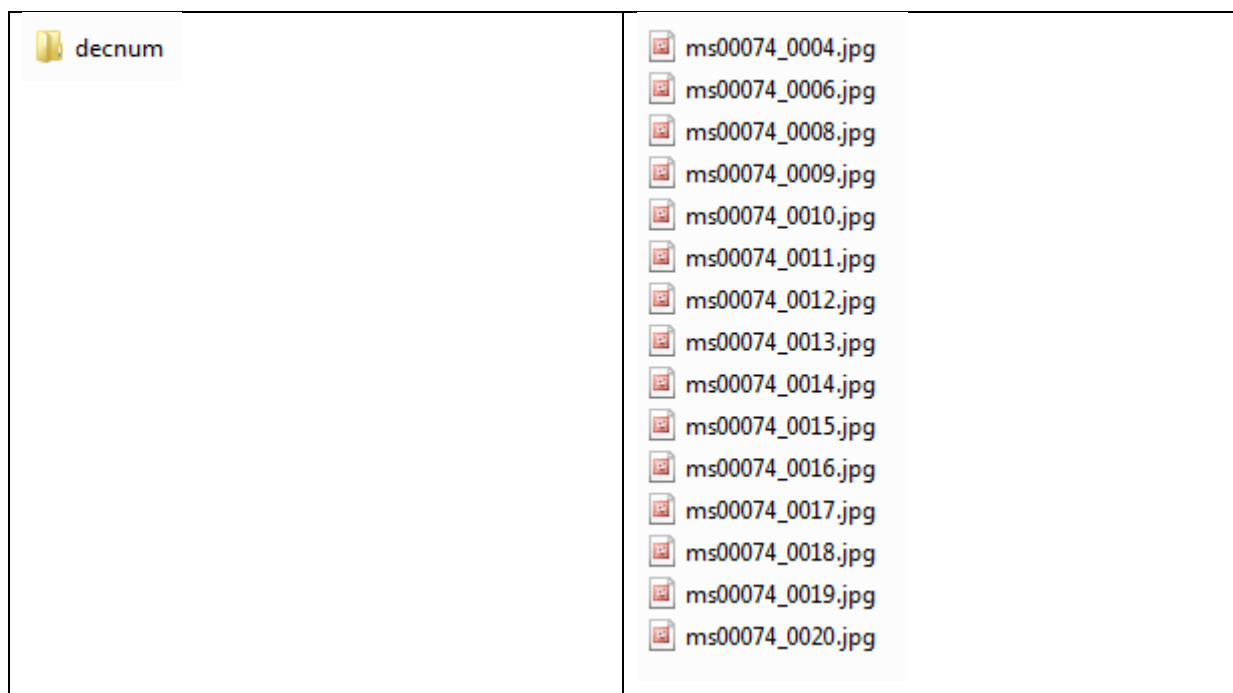 decnum
ms00074_0004.jpg
ms00074_0006.jpg
ms00074_0008.jpg
ms00074_0009.jpg
ms00074_0010.jpg
ms00074_0011.jpg
ms00074_0012.jpg
ms00074_0013.jpg
ms00074_0014.jpg
ms00074_0015.jpg
ms00074_0016.jpg
ms00074_0017.jpg
ms00074_0018.jpg
ms00074_0019.jpg
ms00074_0020.jpg